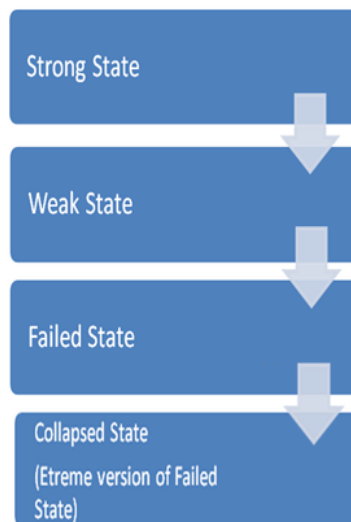 Strong State
Weak State
Failed State
Collapsed State
(Etreme version of Failed
State)